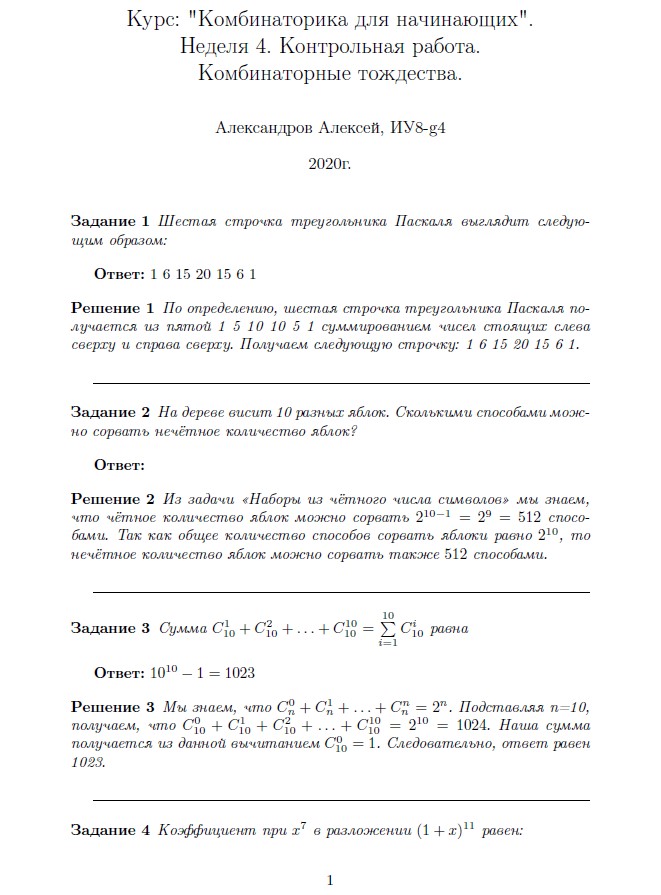 Курс: "Комбинаторика для начинающих".
Неделя 4. Контрольная работа.
Комбинаторные тождества.
Александров Алексей, ИУ8-g4
2020г.
Задание 1 Шестая строчка треугольника Паскаля выглядит следую-
щим образом:
Ответ: 1 6 15 20 15 6 1
Решение 1 По определению, шестая строчка треугольника Паскаля по-
лучается из пятой 1 5 10 10 5 1 суммированием чисел стоящих слева
сверху и справа сверху. Получаем следующую строчку: 1 6 15 20 15 6 1.
Задание 2 На дереве висит 10 разных яблок. Сколькими способами мож-
но сорвать нечётное количество яблок?
Ответ:
Решение 2 Из задачи «Наборы из чётного числа символов» мы знаем,
что чётное количество яблок можно сорвать $2^{10-1} = 2^9 = 512$ спосо-
бами. Так как общее количество способов сорвать яблоки равно $2^{10}$, то
нечётное количество яблок можно сорвать также 512 способами.
Задание 3 Сумма $C_{10}^1 + C_{10}^2 + \ldots + C_{10}^{10} = \sum\limits_{i=1}^{10} C_{10}^i$ равна
Ответ: $10^{10} - 1 = 1023$
Решение 3 Мы знаем, что $C_n^0 + C_n^1 + \ldots + C_n^n = 2^n$. Подставляя n=10,
получаем, что $C_{10}^0 + C_{10}^1 + C_{10}^2 + \ldots + C_{10}^{10} = 2^{10} = 1024$. Наша сумма
получается из данной вычитанием $C_{10}^0 = 1$. Следовательно, ответ равен
1023.
Задание 4 Коэффициент при $x^7$ в разложении $(1 + x)^{11}$ равен:
1